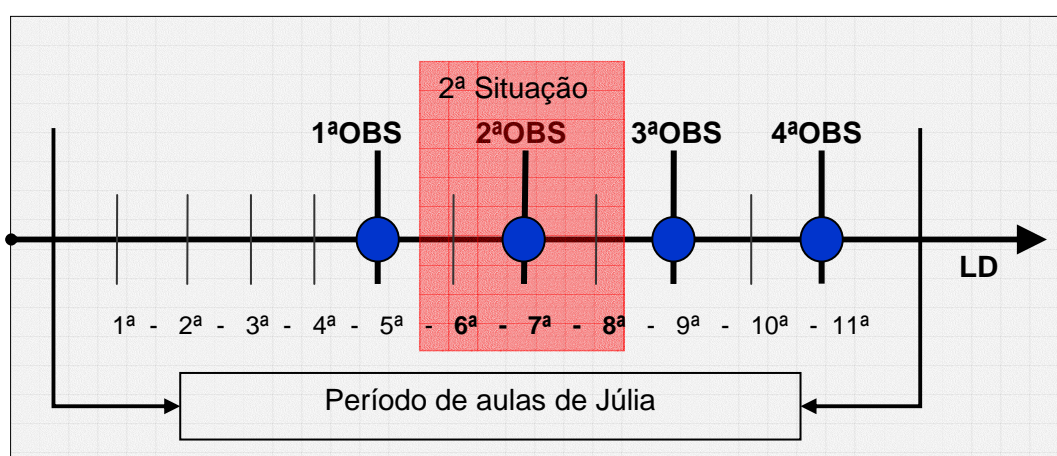 2ª Situação
1ªOBS 2ªOBS 3ªOBS 4ªOBS
LD
1ª - 2ª - 3ª - 4ª - 5ª - 6ª - 7ª - 8ª - 9ª - 10ª - 11ª
Período de aulas de Júlia